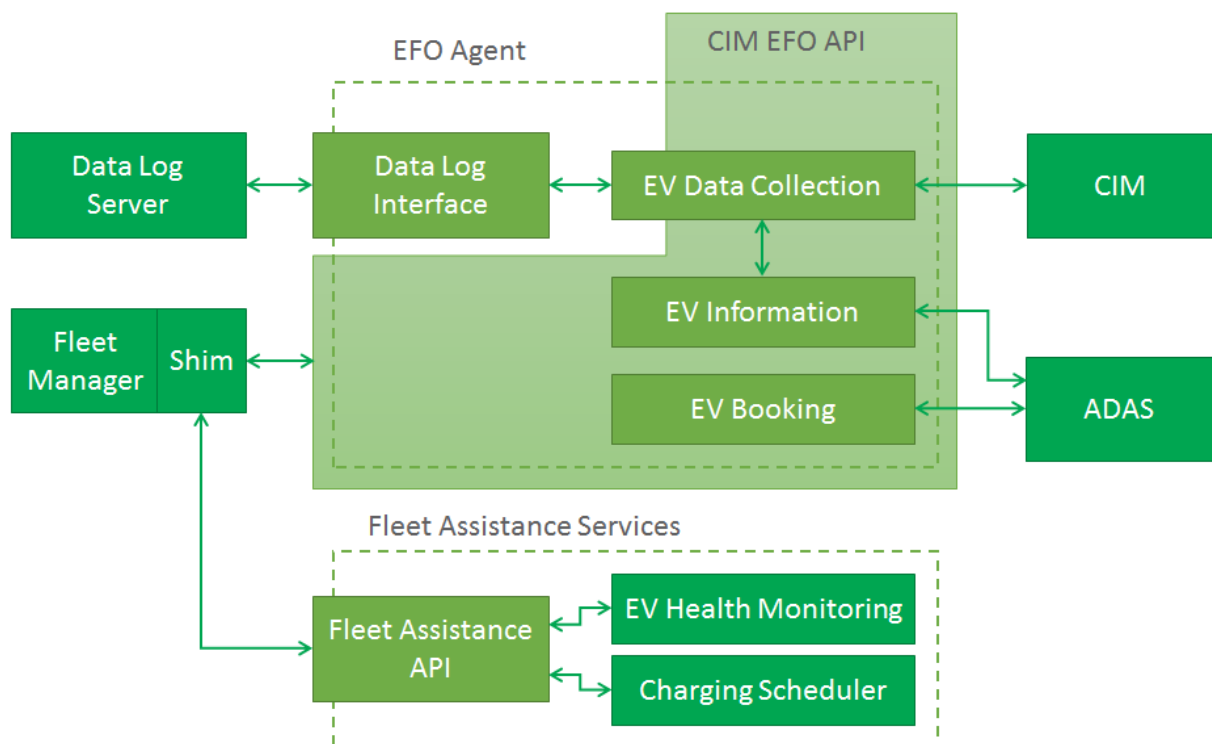 EFO Agent
CIM EFO API
Data Log
Server
Data Log
Interface
EV Data Collection
CIM
EV Information
Fleet
Manager
Shim
EV Booking
ADAS
Fleet Assistance Services
Fleet Assistance
API
EV Health Monitoring
Charging Scheduler